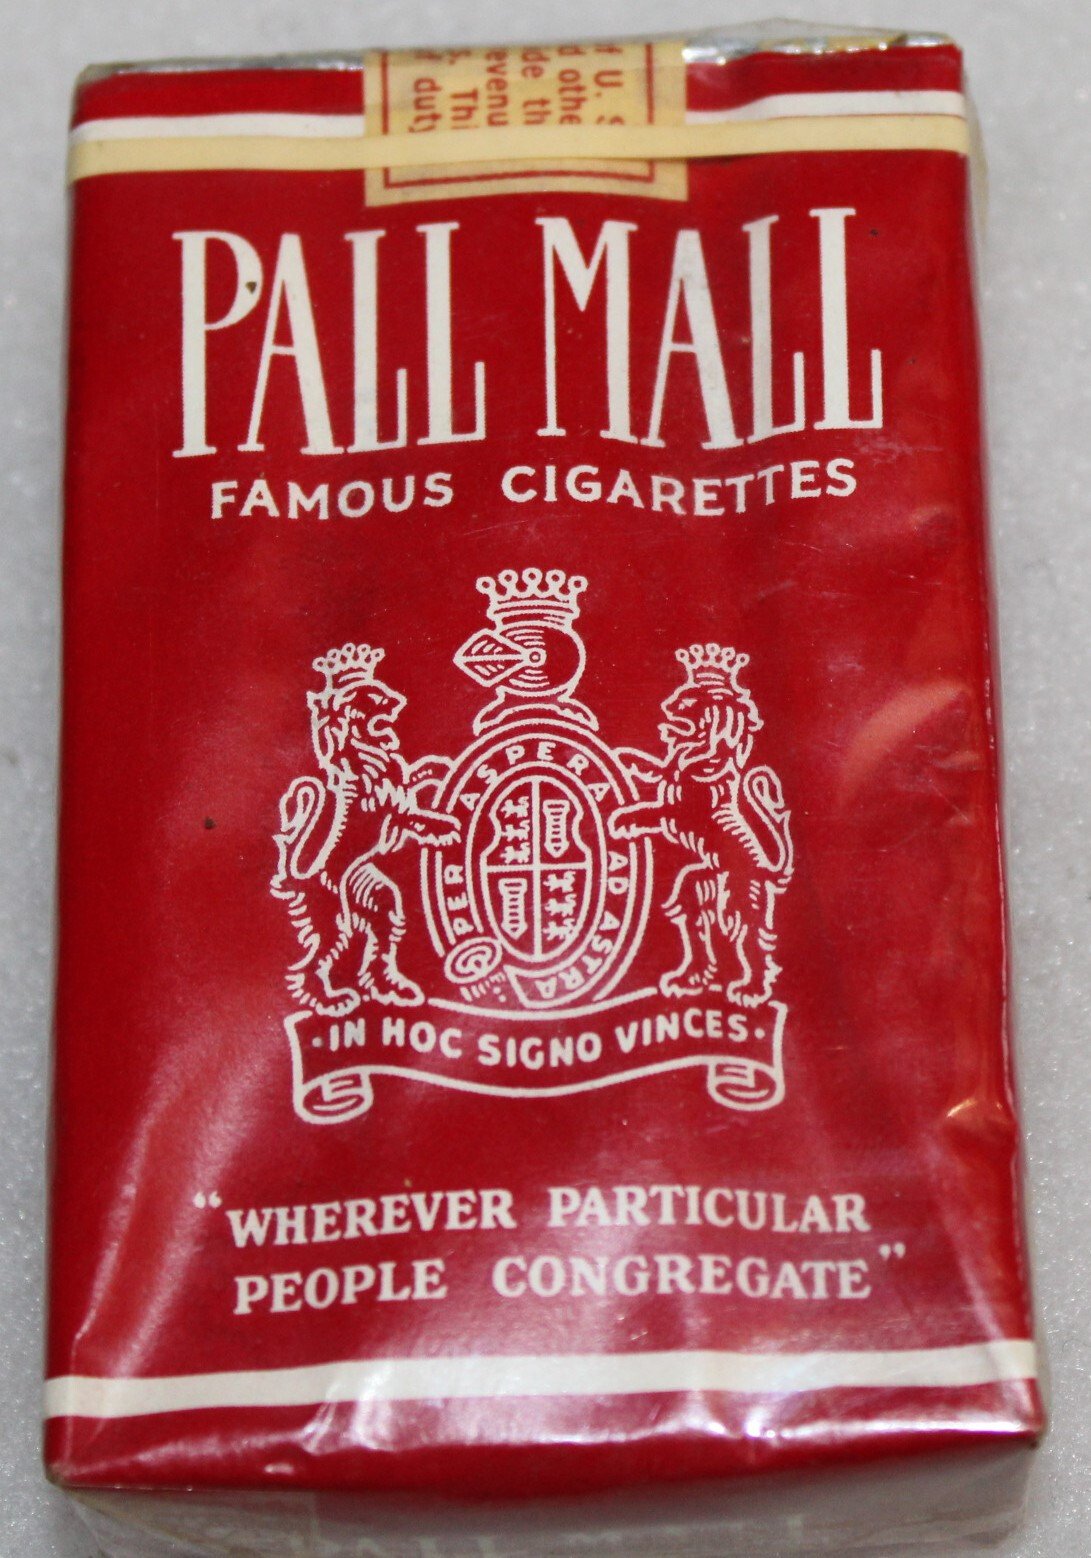 PALL MALL
FAMOUS CIGARETTES
PER ASPERA AD ASTRA
·IN HOC SIGNO VINCES·
"WHEREVER PARTICULAR
PEOPLE CONGREGATE"